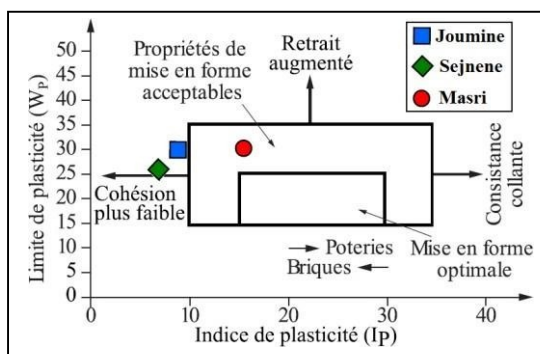 Limite de plasticité (WP)
50
45
40
35
30
25
20
15
10
5
0
Propriétés de
mise en forme
acceptables
Retrait
augmenté
Joumine
Sejnene
Masri
Cohésion
plus faible
Consistance
collante
Poteries
Briques
Mise en forme
optimale
0
10
20
30
40
Indice de plasticité (IP)